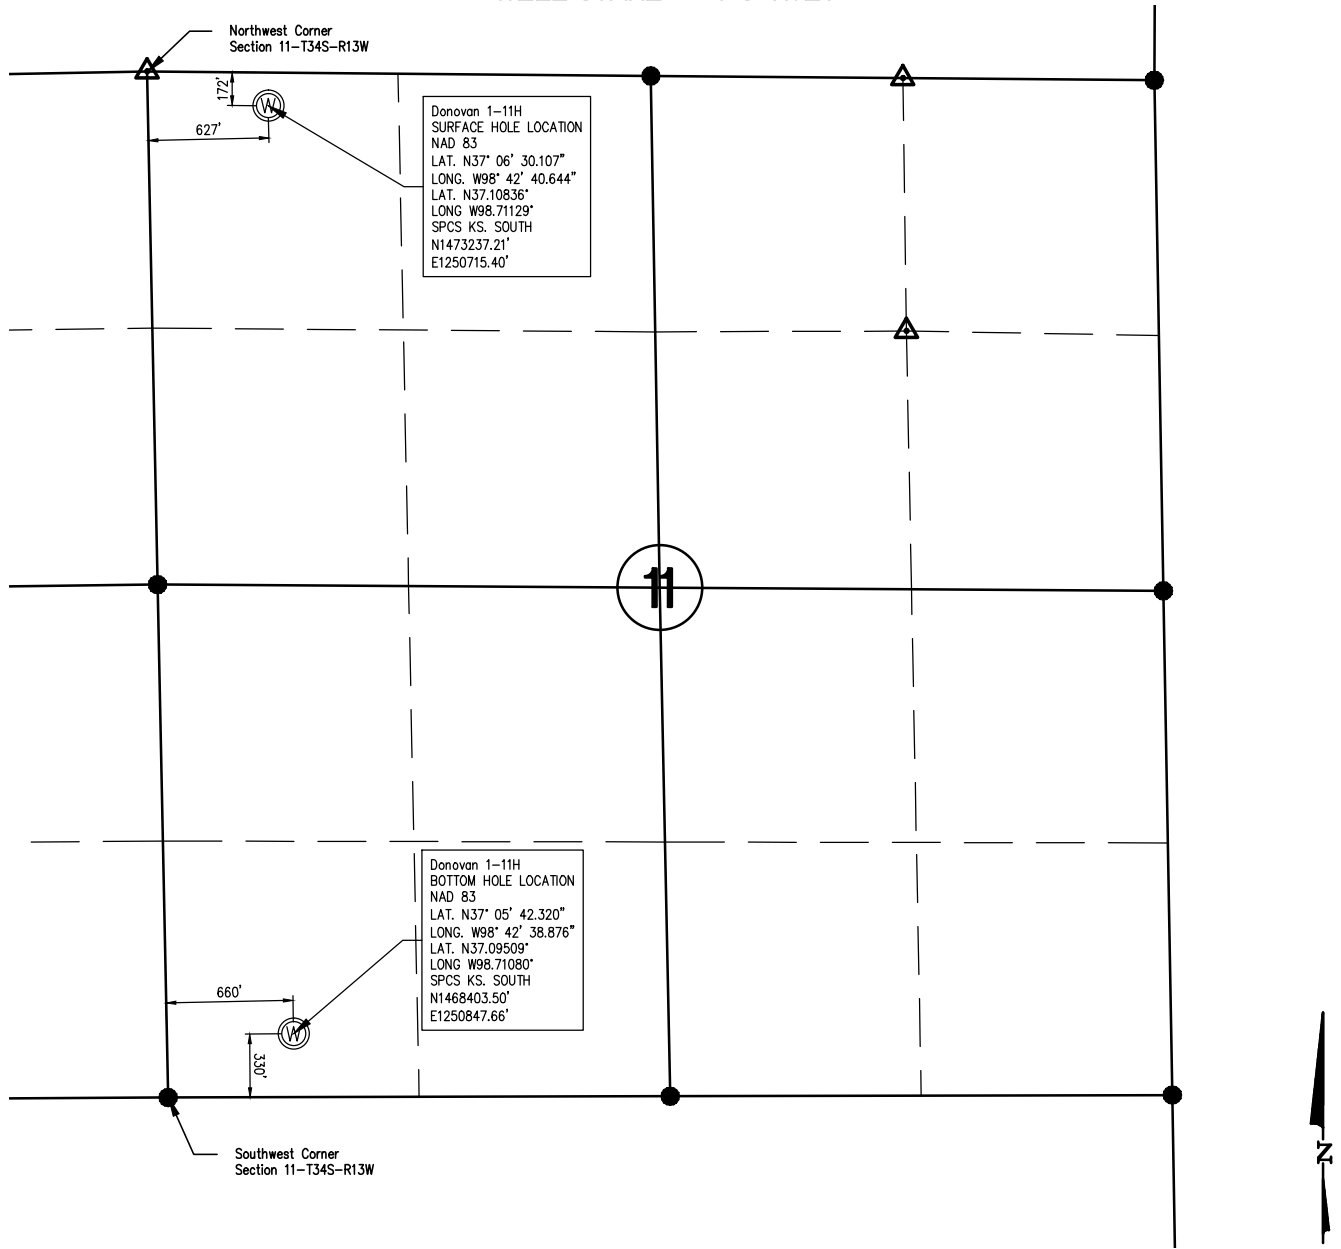 Northwest Corner
Section 11-T34S-R13W
172'
627'
Donovan 1-11H
SURFACE HOLE LOCATION
NAD 83
LAT. N37° 06' 30.107"
LONG. W98° 42' 40.644"
LAT. N37.10836°
LONG W98.71129°
SPCS KS. SOUTH
N1473237.21'
E1250715.40'
W
11
Donovan 1-11H
BOTTOM HOLE LOCATION
NAD 83
LAT. N37° 05' 42.320"
LONG. W98° 42' 38.876"
LAT. N37.09509°
LONG W98.71080°
SPCS KS. SOUTH
N1468403.50'
E1250847.66'
660'
W
330'
Southwest Corner
Section 11-T34S-R13W
N